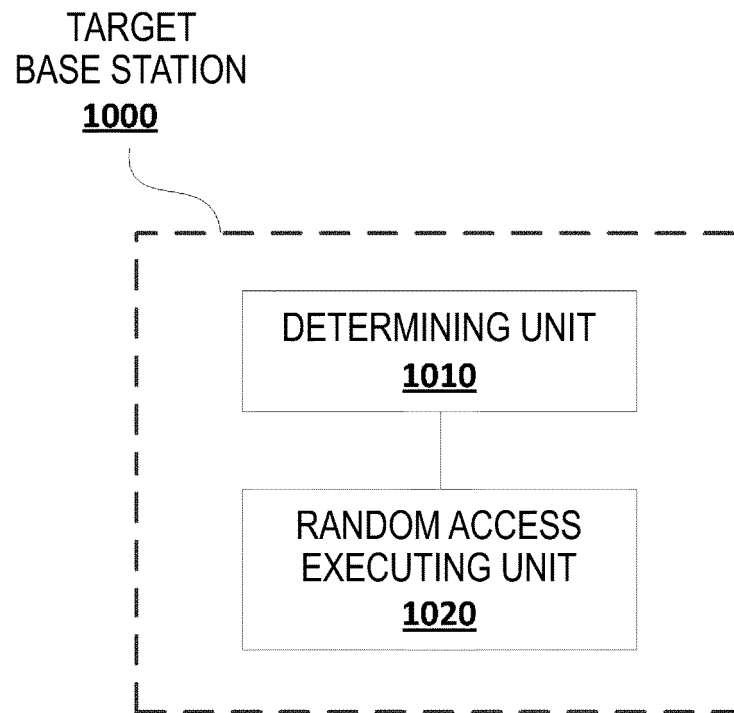 TARGET
BASE STATION
1000
DETERMINING UNIT
1010
RANDOM ACCESS
EXECUTING UNIT
1020